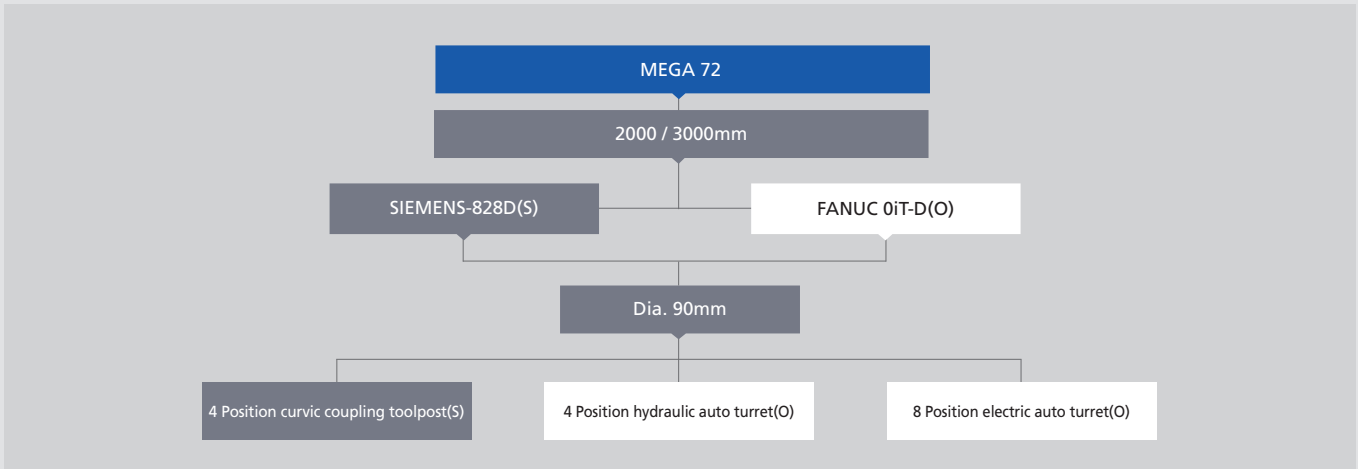 MEGA 72
2000 / 3000mm
SIEMENS-828D(S)
FANUC 0iT-D(O)
Dia. 90mm
4 Position curvic coupling toolpost(S)
4 Position hydraulic auto turret(O)
8 Position electric auto turret(O)